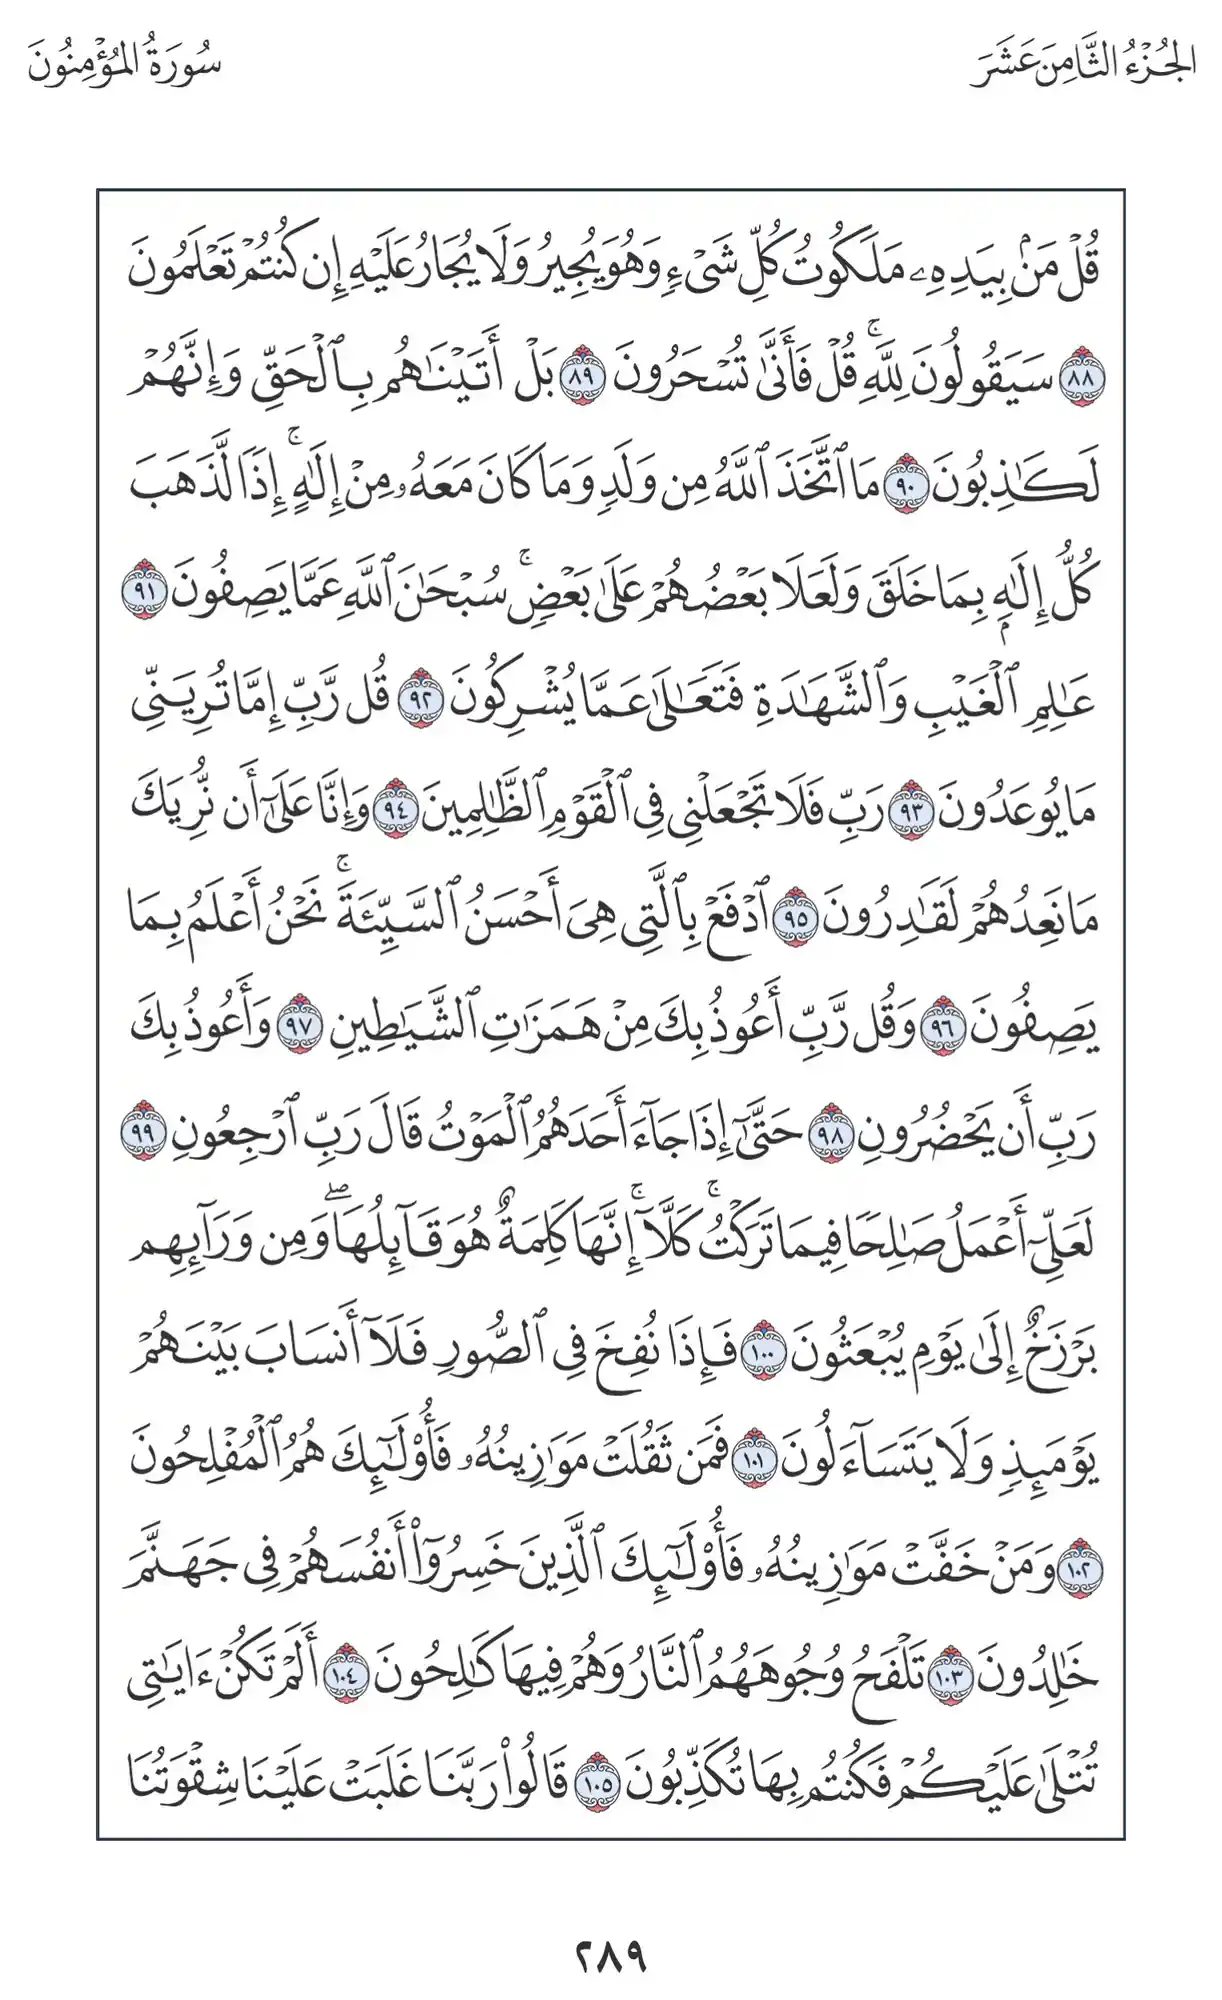 الجُزْءُ الثَّامِنَ عَشَرَ
سُورَةُ المُؤْمِنُونَ
قُلْ مَنۢ بِيَدِهِۦ مَلَكُوتُ كُلِّ شَىْءٍ وَهُوَ يُجِيرُ وَلَا يُجَارُ عَلَيْهِ إِن كُنتُمْ تَعْلَمُونَ
٨٨ سَيَقُولُونَ لِلَّهِۚ قُلْ فَأَنَّىٰ تُسْحَرُونَ ٨٩ بَلْ أَتَيْنَٰهُم بِٱلْحَقِّ وَإِنَّهُمْ
لَكَٰذِبُونَ ٩٠ مَا ٱتَّخَذَ ٱللَّهُ مِن وَلَدٍ وَمَا كَانَ مَعَهُۥ مِنْ إِلَٰهٍۚ إِذًا لَّذَهَبَ
كُلُّ إِلَٰهٍۭ بِمَا خَلَقَ وَلَعَلَا بَعْضُهُمْ عَلَىٰ بَعْضٍۚ سُبْحَٰنَ ٱللَّهِ عَمَّا يَصِفُونَ ٩١
عَٰلِمِ ٱلْغَيْبِ وَٱلشَّهَٰدَةِ فَتَعَٰلَىٰ عَمَّا يُشْرِكُونَ ٩٢ قُل رَّبِّ إِمَّا تُرِيَنِّى
مَا يُوعَدُونَ ٩٣ رَبِّ فَلَا تَجْعَلْنِى فِى ٱلْقَوْمِ ٱلظَّٰلِمِينَ ٩٤ وَإِنَّا عَلَىٰٓ أَن نُّرِيَكَ
مَا نَعِدُهُمْ لَقَٰدِرُونَ ٩٥ ٱدْفَعْ بِٱلَّتِى هِىَ أَحْسَنُ ٱلسَّيِّئَةَۚ نَحْنُ أَعْلَمُ بِمَا
يَصِفُونَ ٩٦ وَقُل رَّبِّ أَعُوذُ بِكَ مِنْ هَمَزَٰتِ ٱلشَّيَٰطِينِ ٩٧ وَأَعُوذُ بِكَ
رَبِّ أَن يَحْضُرُونِ ٩٨ حَتَّىٰٓ إِذَا جَآءَ أَحَدَهُمُ ٱلْمَوْتُ قَالَ رَبِّ ٱرْجِعُونِ ٩٩
لَعَلِّىٓ أَعْمَلُ صَٰلِحًا فِيمَا تَرَكْتُۚ كَلَّآۚ إِنَّهَا كَلِمَةٌ هُوَ قَآئِلُهَاۖ وَمِن وَرَآئِهِم
بَرْزَخٌ إِلَىٰ يَوْمِ يُبْعَثُونَ ١٠٠ فَإِذَا نُفِخَ فِى ٱلصُّورِ فَلَآ أَنسَابَ بَيْنَهُمْ
يَوْمَئِذٍ وَلَا يَتَسَآءَلُونَ ١٠١ فَمَن ثَقُلَتْ مَوَٰزِينُهُۥ فَأُو۟لَٰٓئِكَ هُمُ ٱلْمُفْلِحُونَ
١٠٢ وَمَنْ خَفَّتْ مَوَٰزِينُهُۥ فَأُو۟لَٰٓئِكَ ٱلَّذِينَ خَسِرُوٓا۟ أَنفُسَهُمْ فِى جَهَنَّمَ
خَٰلِدُونَ ١٠٣ تَلْفَحُ وُجُوهَهُمُ ٱلنَّارُ وَهُمْ فِيهَا كَٰلِحُونَ ١٠٤ أَلَمْ تَكُنْ ءَايَٰتِى
تُتْلَىٰ عَلَيْكُمْ فَكُنتُم بِهَا تُكَذِّبُونَ ١٠٥ قَالُوا۟ رَبَّنَا غَلَبَتْ عَلَيْنَا شِقْوَتُنَا
٢٨٩